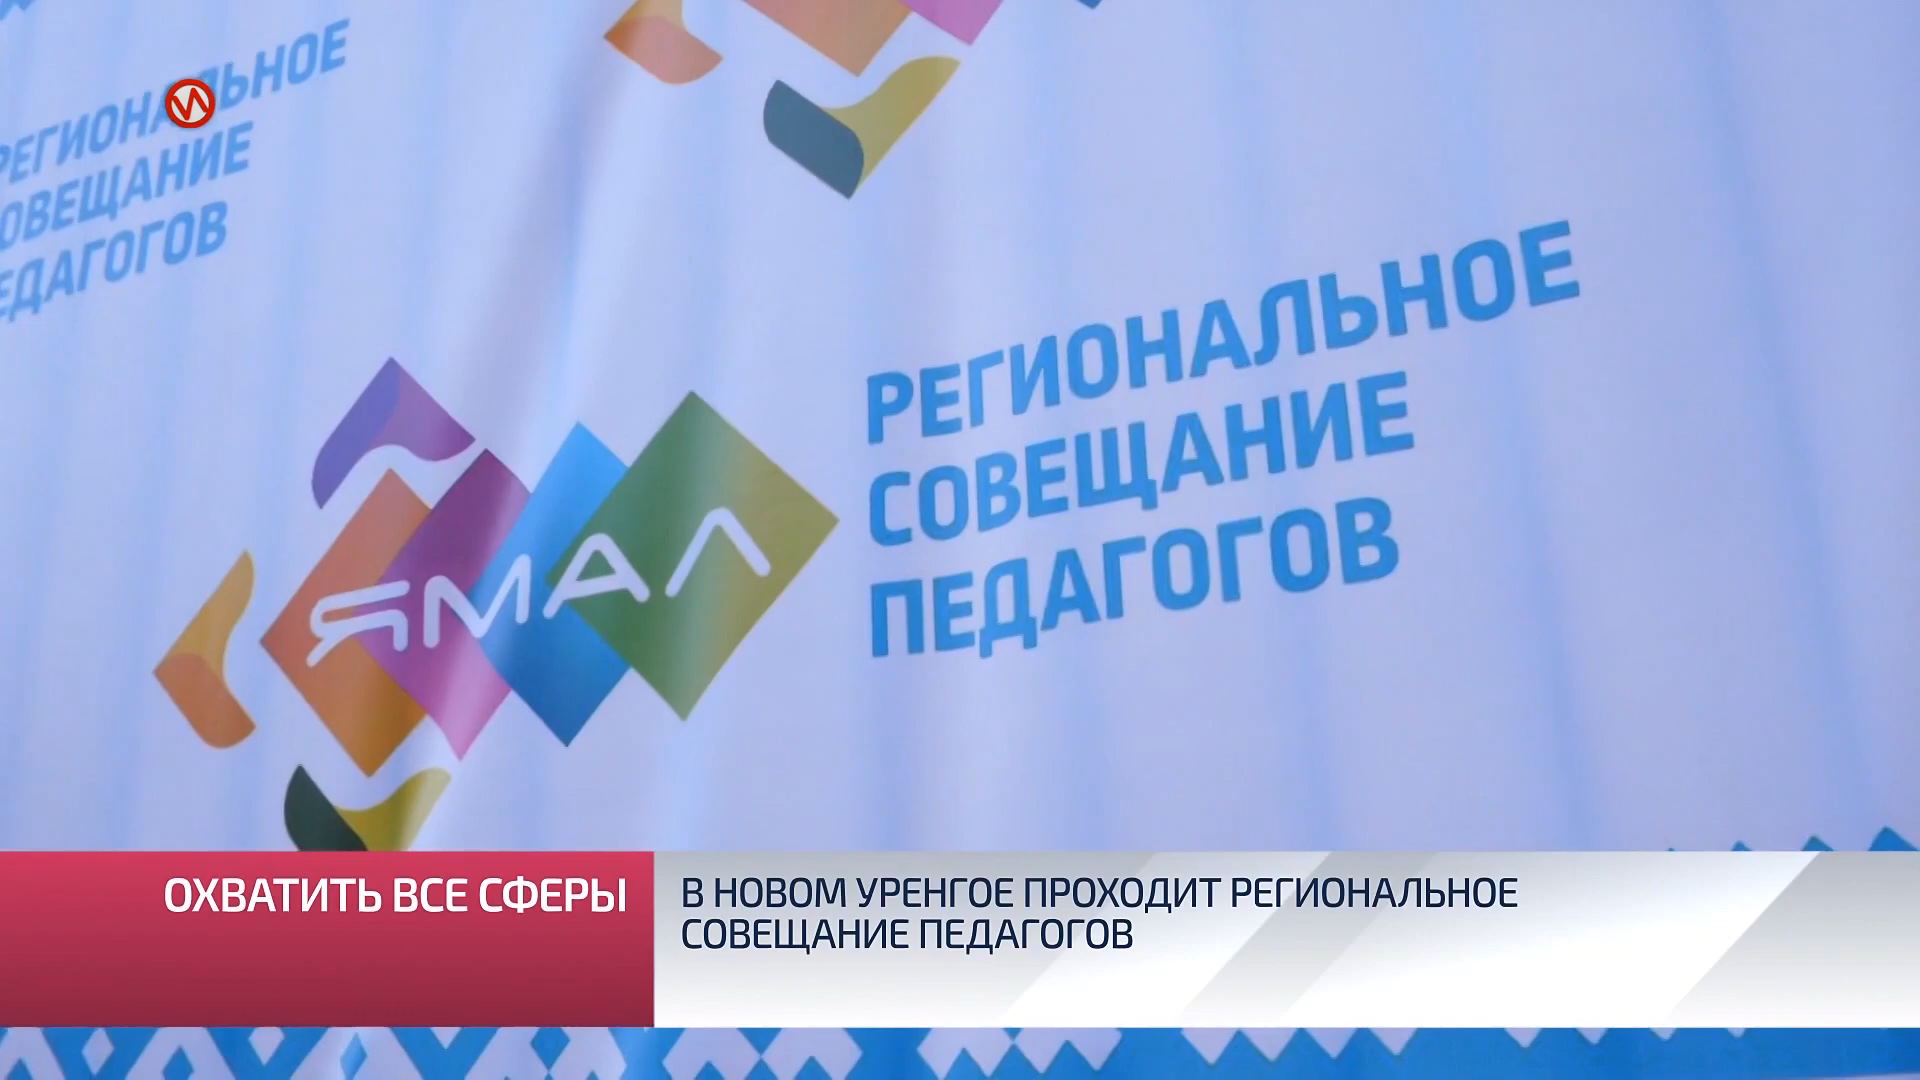 РЕГИОНАЛЬНОЕ
СОВЕЩАНИЕ
ПЕДАГОГОВ
ЯМАЛ
РЕГИОНАЛЬНОЕ
СОВЕЩАНИЕ
ПЕДАГОГОВ
ОХВАТИТЬ ВСЕ СФЕРЫ
В НОВОМ УРЕНГОЕ ПРОХОДИТ РЕГИОНАЛЬНОЕ
СОВЕЩАНИЕ ПЕДАГОГОВ